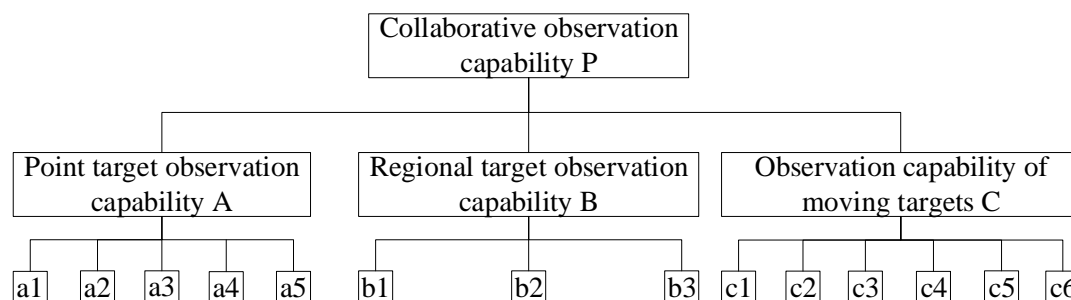 Collaborative observation
capability P
Point target observation
capability A
Regional target observation
capability B
Observation capability of
moving targets C
a1 a2 a3 a4 a5 b1 b2 b3 c1 c2 c3 c4 c5 c6